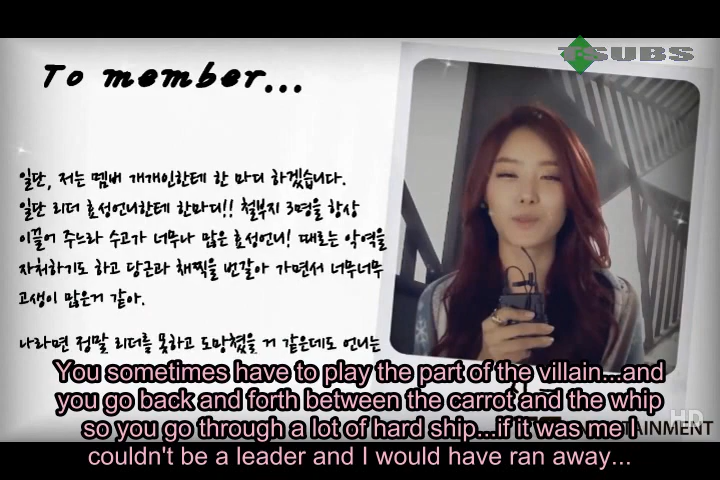 TSUBS
To member...
일단, 저는 멤버 개개인한테 한 마디 하겠습니다.
일단 리더 효성언니한테 한마디!! 철부지 3명을 항상
이끌어 주느라 수고가 너무나 많은 효성언니! 때로는 악역을
자처하기도 하고 당근과 채찍을 번갈아 가면서 너무너무
고생이 많은거 같아.
나라면 정말 리더를 못하고 도망쳤을 거 같은데도 언니는
You sometimes have to play the part of the villain...and
you go back and forth between the carrot and the whip
so you go through a lot of hard ship...if it was me I
couldn't be a leader and I would have ran away...
HD
TAINMENT